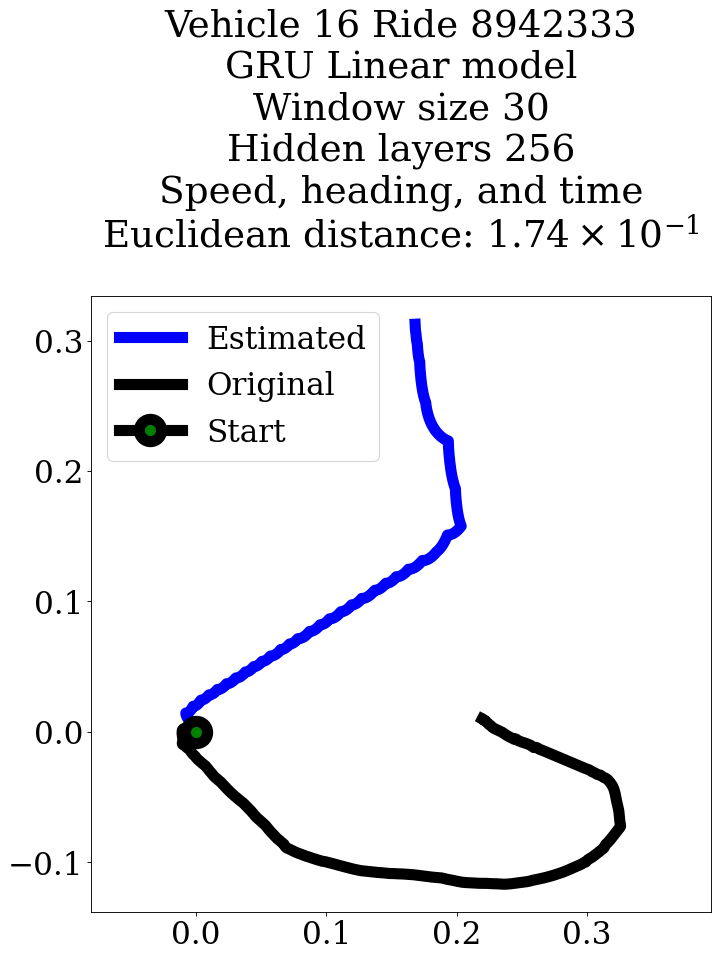 Vehicle 16 Ride 8942333
GRU Linear model
Window size 30
Hidden layers 256
Speed, heading, and time
Euclidean distance: 1.74 × 10⁻¹
Estimated
Original
Start
0.3
0.2
0.1
0.0
−0.1
0.0 0.1 0.2 0.3